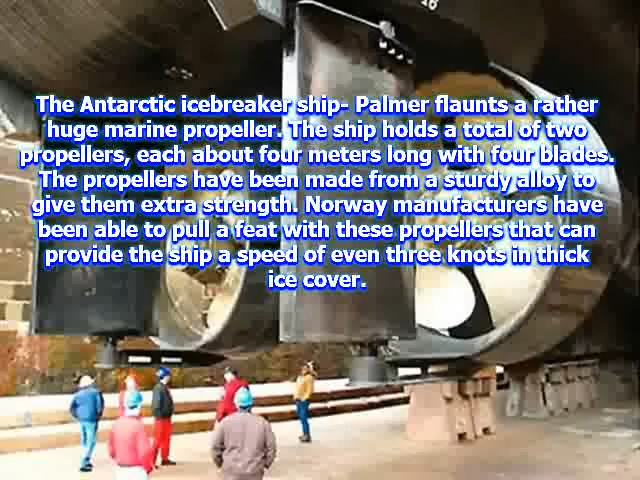 The Antarctic icebreaker ship- Palmer flaunts a rather
huge marine propeller. The ship holds a total of two
propellers, each about four meters long with four blades.
The propellers have been made from a sturdy alloy to
give them extra strength. Norway manufacturers have
been able to pull a feat with these propellers that can
provide the ship a speed of even three knots in thick
ice cover.